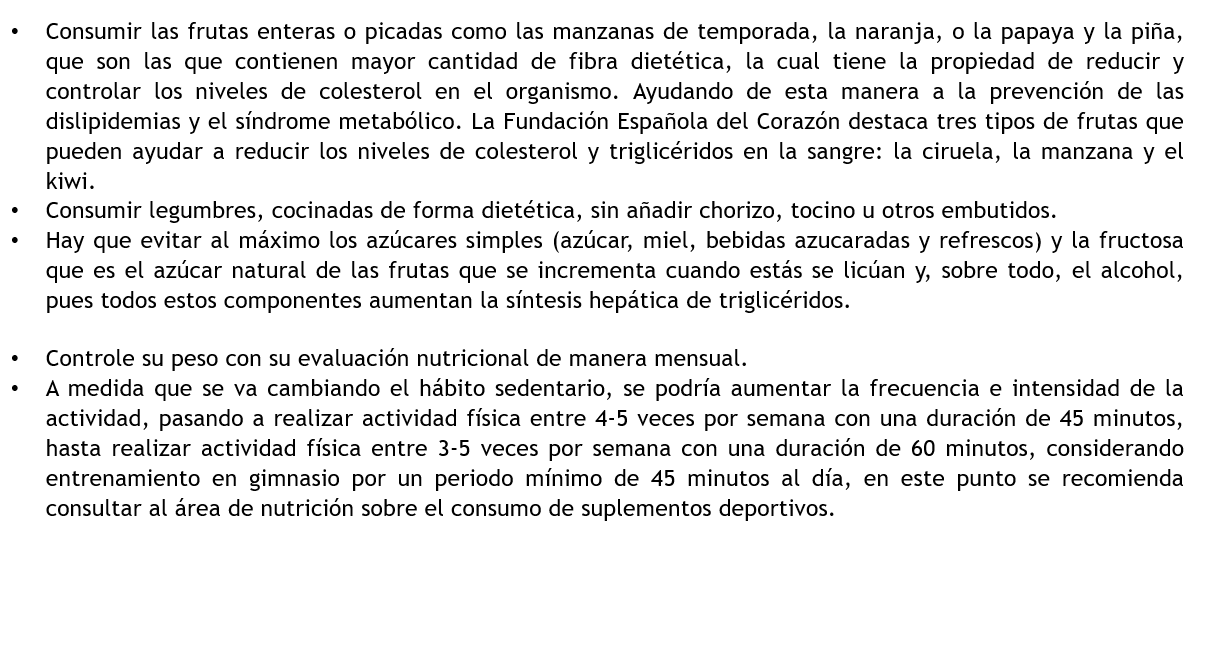 • Consumir las frutas enteras o picadas como las manzanas de temporada, la naranja, o la papaya y la piña,
que son las que contienen mayor cantidad de fibra dietética, la cual tiene la propiedad de reducir y
controlar los niveles de colesterol en el organismo. Ayudando de esta manera a la prevención de las
dislipidemias y el síndrome metabólico. La Fundación Española del Corazón destaca tres tipos de frutas que
pueden ayudar a reducir los niveles de colesterol y triglicéridos en la sangre: la ciruela, la manzana y el
kiwi.
• Consumir legumbres, cocinadas de forma dietética, sin añadir chorizo, tocino u otros embutidos.
• Hay que evitar al máximo los azúcares simples (azúcar, miel, bebidas azucaradas y refrescos) y la fructosa
que es el azúcar natural de las frutas que se incrementa cuando estás se licúan y, sobre todo, el alcohol,
pues todos estos componentes aumentan la síntesis hepática de triglicéridos.
• Controle su peso con su evaluación nutricional de manera mensual.
• A medida que se va cambiando el hábito sedentario, se podría aumentar la frecuencia e intensidad de la
actividad, pasando a realizar actividad física entre 4-5 veces por semana con una duración de 45 minutos,
hasta realizar actividad física entre 3-5 veces por semana con una duración de 60 minutos, considerando
entrenamiento en gimnasio por un periodo mínimo de 45 minutos al día, en este punto se recomienda
consultar al área de nutrición sobre el consumo de suplementos deportivos.